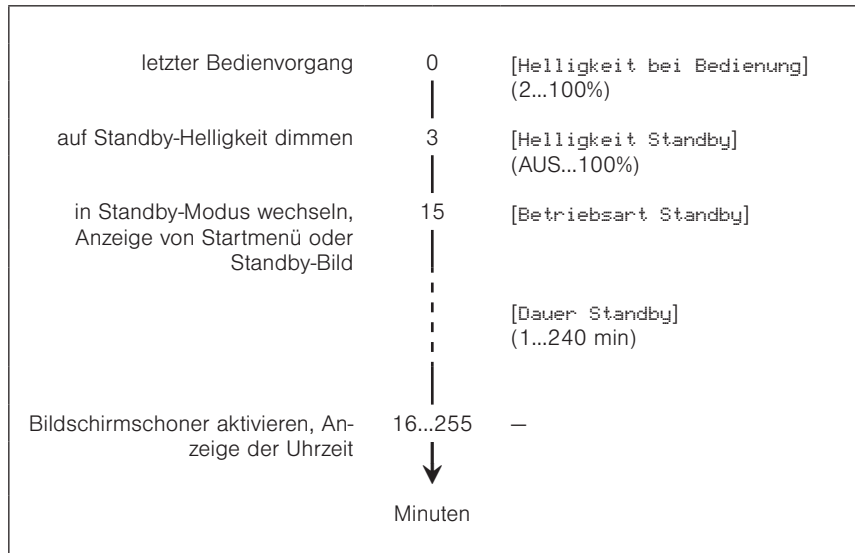 letzter Bedienvorgang 0 [Helligkeit bei Bedienung]
(2...100%)
auf Standby-Helligkeit dimmen 3 [Helligkeit Standby]
(AUS...100%)
in Standby-Modus wechseln, 15 [Betriebsart Standby]
Anzeige von Startmenü oder
Standby-Bild
[Dauer Standby]
(1...240 min)
Bildschirmschoner aktivieren, An- 16...255 –
zeige der Uhrzeit
Minuten